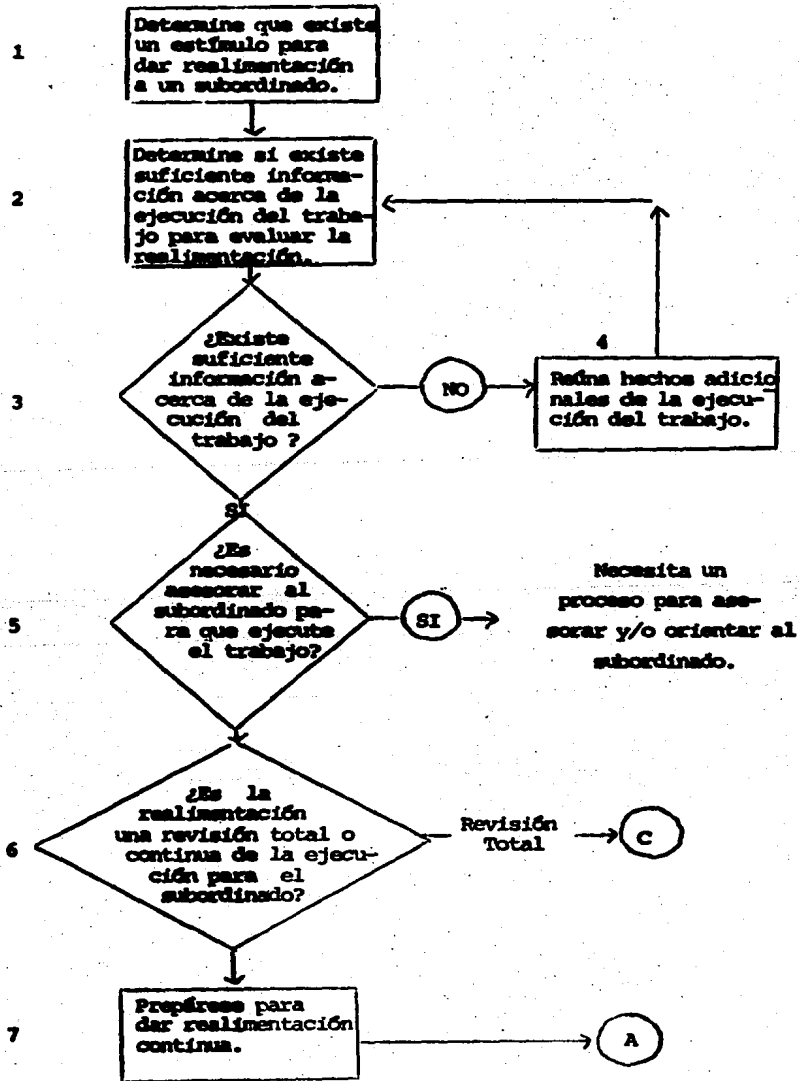 1
Determine que existe
un estímulo para
dar realimentación
a un subordinado.
2
Determine si existe
suficiente informa-
ción acerca de la
ejecución del traba-
jo para evaluar la
realimentación.
3
¿Existe
suficiente
información a-
cerca de la eje-
cución del
trabajo ?
NO
4
Reúna hechos adicio
nales de la ejecu-
ción del trabajo.
SI
5
¿Es
necesario
asesorar al
subordinado pa-
ra que ejecute
el trabajo?
SI
Necesita un
proceso para ase-
sorar y/o orientar al
subordinado.
6
¿Es la
realimentación
una revisión total o
continua de la ejecu-
ción para el
subordinado?
Revisión
Total
C
7
Prepárese para
dar realimentación
continua.
A